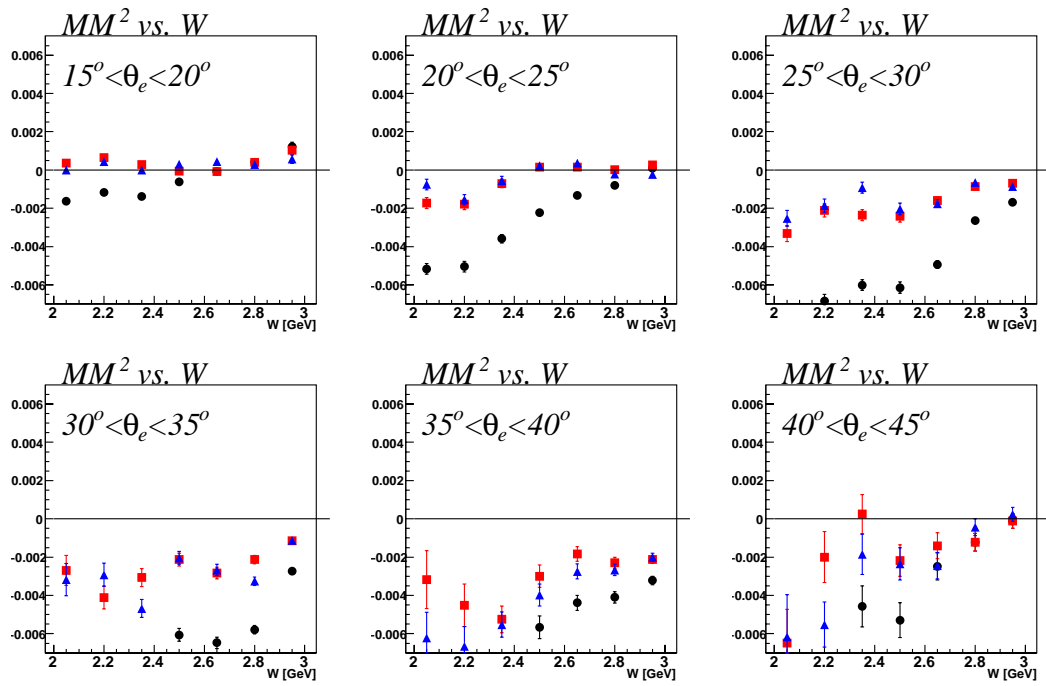 MM² vs. W
15°<θₑ<20°
0.006
0.004
0.002
0
-0.002
-0.004
-0.006
2 2.2 2.4 2.6 2.8 3
W [GeV]
MM² vs. W
20°<θₑ<25°
0.006
0.004
0.002
0
-0.002
-0.004
-0.006
2 2.2 2.4 2.6 2.8 3
W [GeV]
MM² vs. W
25°<θₑ<30°
0.006
0.004
0.002
0
-0.002
-0.004
-0.006
2 2.2 2.4 2.6 2.8 3
W [GeV]
MM² vs. W
30°<θₑ<35°
0.006
0.004
0.002
0
-0.002
-0.004
-0.006
2 2.2 2.4 2.6 2.8 3
W [GeV]
MM² vs. W
35°<θₑ<40°
0.006
0.004
0.002
0
-0.002
-0.004
-0.006
2 2.2 2.4 2.6 2.8 3
W [GeV]
MM² vs. W
40°<θₑ<45°
0.006
0.004
0.002
0
-0.002
-0.004
-0.006
2 2.2 2.4 2.6 2.8 3
W [GeV]